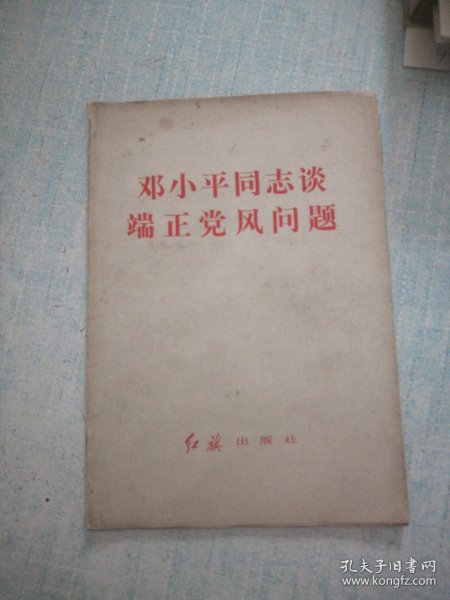 邓小平同志谈
端正党风问题
红旗 出版社
孔夫子旧书网
www.kongfz.com